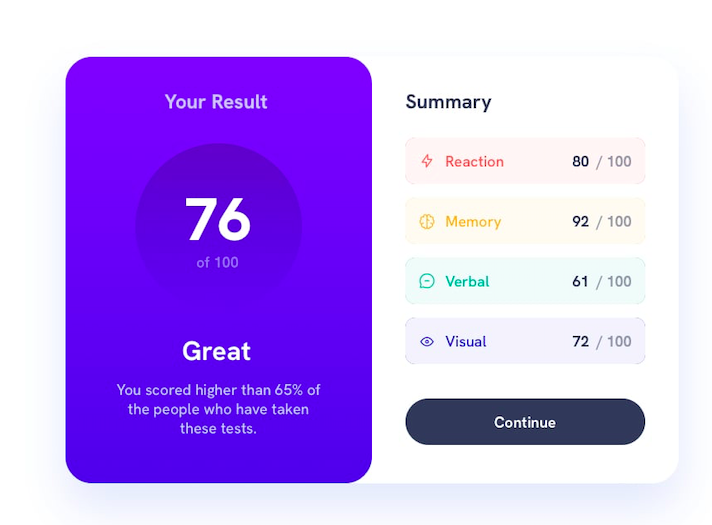 Your Result
76
of 100
Great
You scored higher than 65% of
the people who have taken
these tests.
Summary
Reaction 80 / 100
Memory 92 / 100
Verbal 61 / 100
Visual 72 / 100
Continue